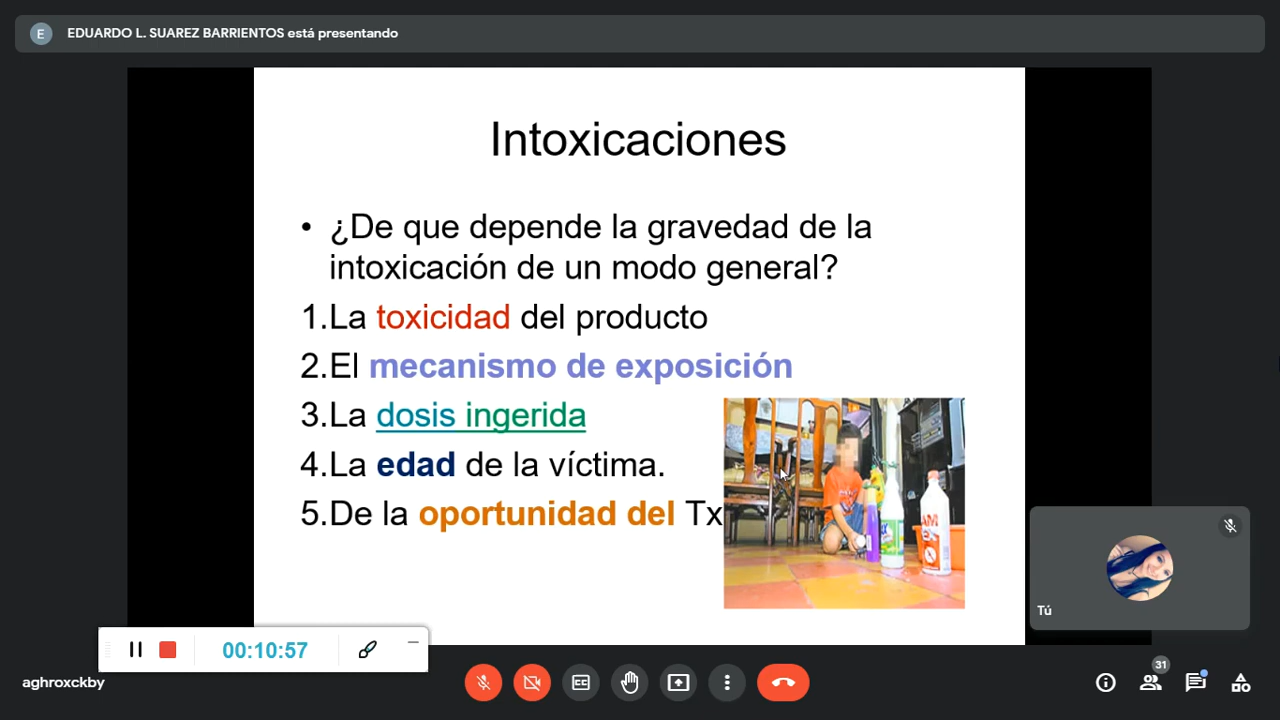 E
EDUARDO L. SUAREZ BARRIENTOS está presentando
Intoxicaciones
• ¿De que depende la gravedad de la
intoxicación de un modo general?
1.La toxicidad del producto
2.El mecanismo de exposición
3.La dosis ingerida
4.La edad de la víctima.
5.De la oportunidad del Tx
Tú
00:10:57
aghroxckby
CC
31